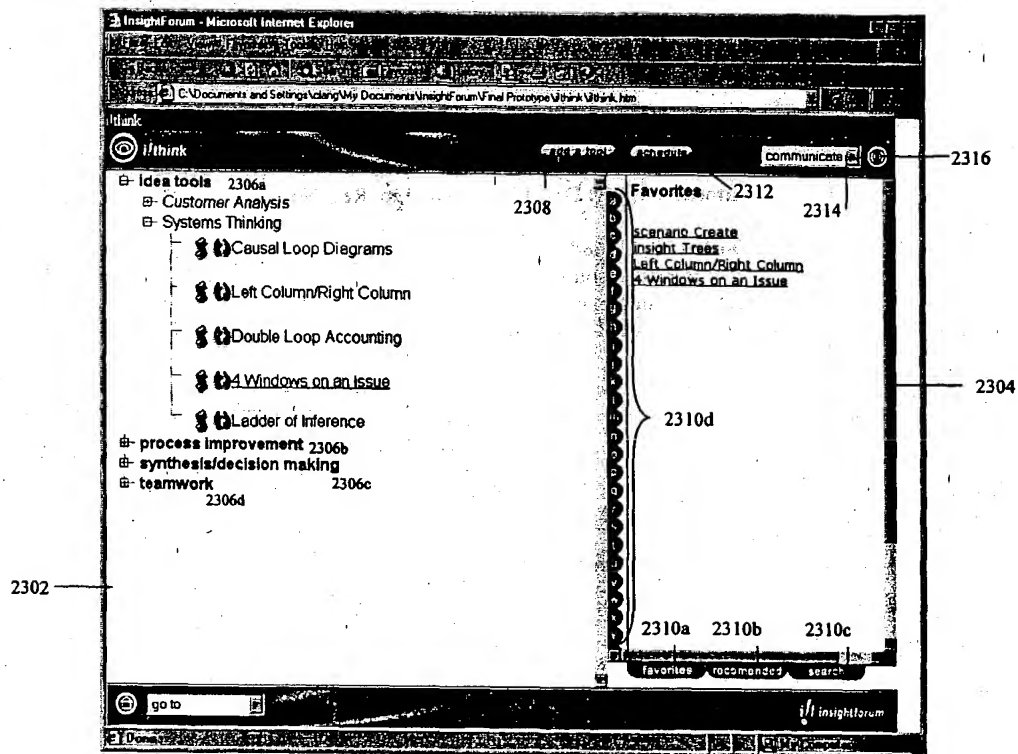 InsightForum - Microsoft Internet Explorer
C:\Documents and Settings\clang\My Documents\InsightForum\Final Prototype\ithink\ithink.htm
ithink
i!think
add a tool
schedule
communicate
2316
idea tools 2306a
Customer Analysis
Systems Thinking
Causal Loop Diagrams
Left Column/Right Column
Double Loop Accounting
4 Windows on an Issue
Ladder of Inference
process improvement 2306b
synthesis/decision making
2306c
teamwork
2306d
2308
2312
2314
Favorites
scenario Create
insight Trees
Left Column/Right Column
4 Windows on an Issue
2304
2310d
2302
2310a 2310b 2310c
favorites
recomended
search
go to
insightforum
Done